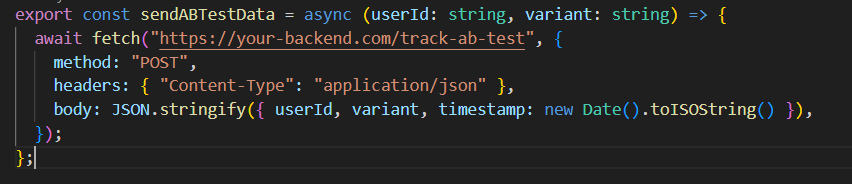 export const sendABTestData = async (userId: string, variant: string) => {
  await fetch("https://your-backend.com/track-ab-test", {
    method: "POST",
    headers: { "Content-Type": "application/json" },
    body: JSON.stringify({ userId, variant, timestamp: new Date().toISOString() }),
  });
};